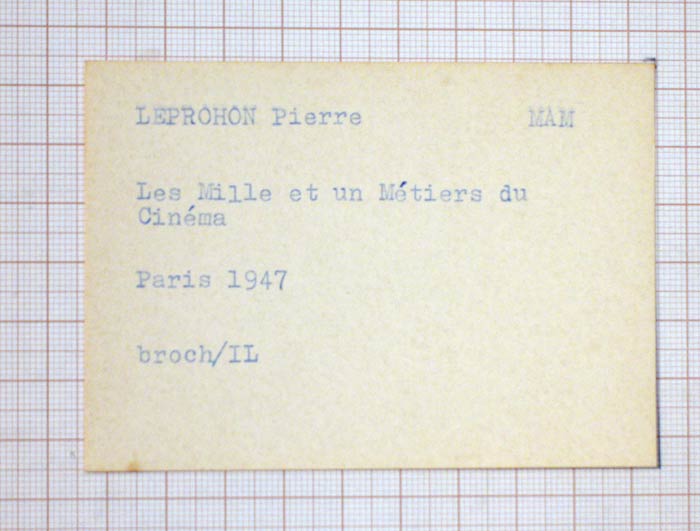 LEPROHON Pierre MAM
Les Mille et un Métiers du
Cinéma
Paris 1947
broch/IL